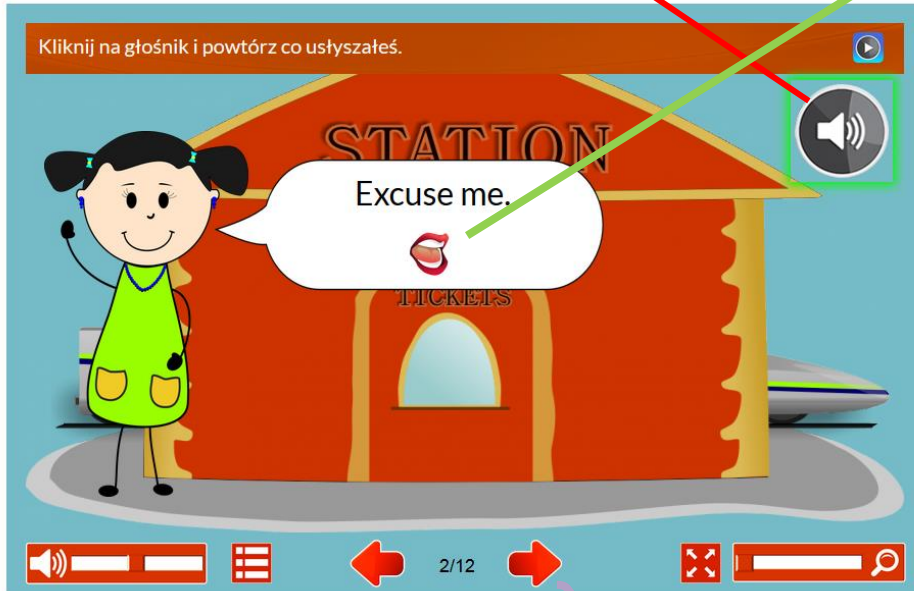 Kliknij na głośnik i powtórz co usłyszałeś.
STATION
Excuse me.
TICKETS
2/12